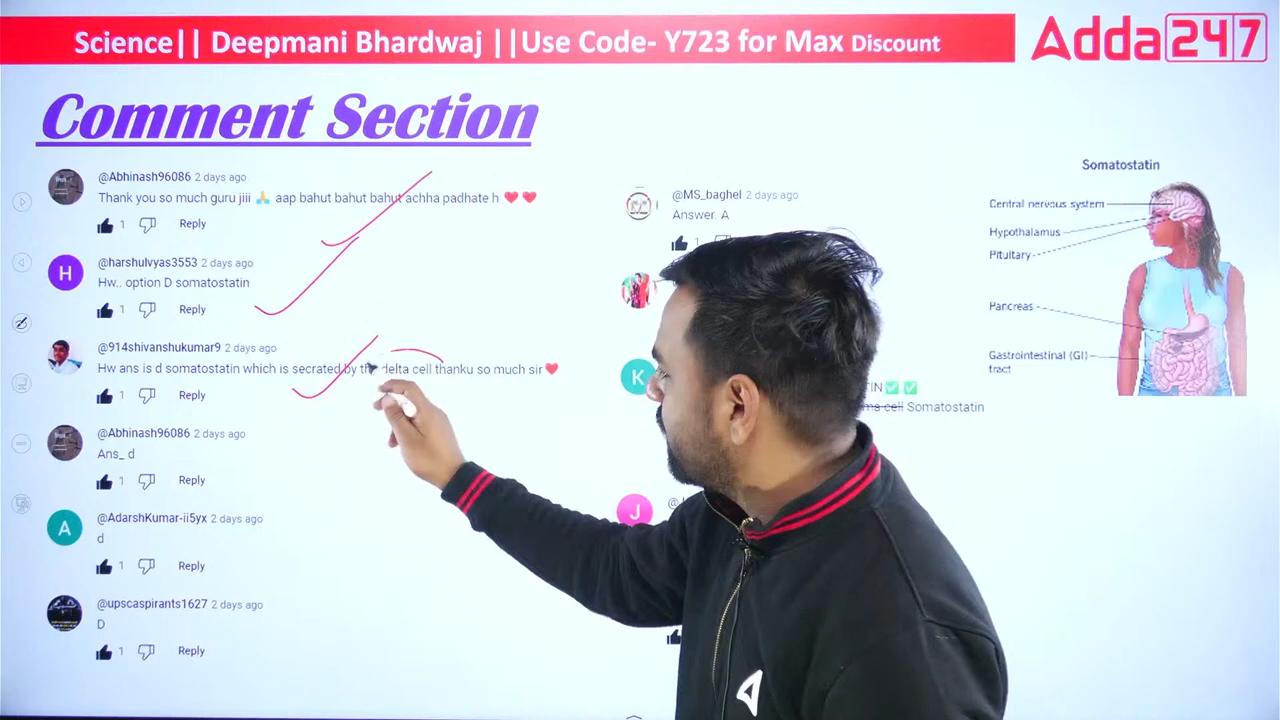 Science|| Deepmani Bhardwaj ||Use Code- Y723 for Max Discount
Adda247
Comment Section
@Abhinash96086 2 days ago
Thank you so much guru jiii 🙏 aap bahut bahut bahut achha padhate h ❤️ ❤️
1 Reply
H
@harshulvyas3553 2 days ago
Hw.. option D somatostatin
1 Reply
@914shivanshukumar9 2 days ago
Hw ans is d somatostatin which is secrated by the delta cell thanku so much sir❤️
1 Reply
@Abhinash96086 2 days ago
Ans_ d
1 Reply
A
@AdarshKumar-ii5yx 2 days ago
d
1 Reply
@upscaspirants1627 2 days ago
D
1 Reply
@MS_baghel 2 days ago
Answer. A
1
K
TIN✅ ✅
cell Somatostatin
J
@
Somatostatin
Central nervous system
Hypothalamus
Pituitary
Pancreas
Gastrointestinal (GI)
tract